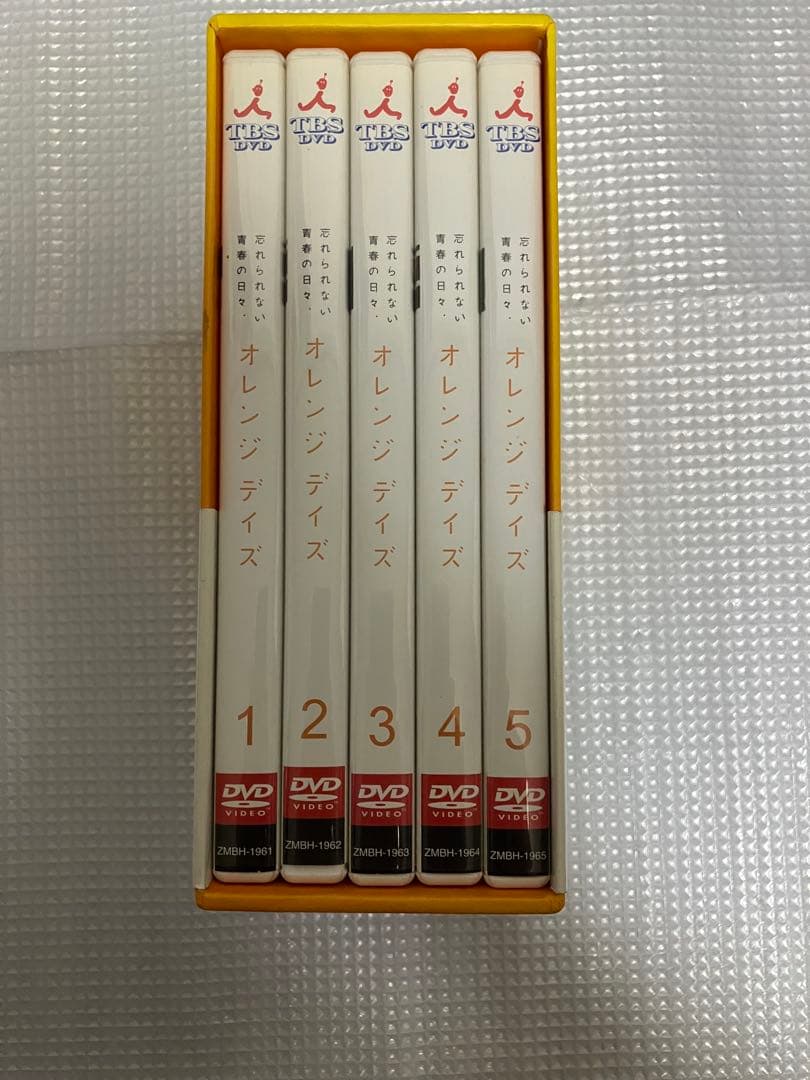 TBS
DVD
忘れられない
青春の日々．
オレンジデイズ
1
DVD
VIDEO
ZMBH-1961
TBS
DVD
忘れられない
青春の日々．
オレンジデイズ
2
DVD
VIDEO
ZMBH-1962
TBS
DVD
忘れられない
青春の日々．
オレンジデイズ
3
DVD
VIDEO
ZMBH-1963
TBS
DVD
忘れられない
青春の日々．
オレンジデイズ
4
DVD
VIDEO
ZMBH-1964
TBS
DVD
忘れられない
青春の日々．
オレンジデイズ
5
DVD
VIDEO
ZMBH-1965